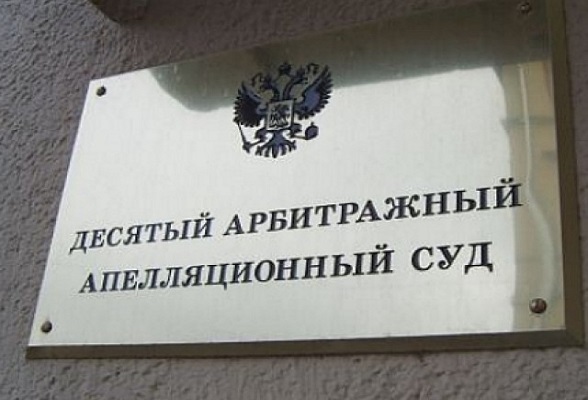 ДЕСЯТЫЙ АРБИТРАЖНЫЙ
АПЕЛЛЯЦИОННЫЙ СУД